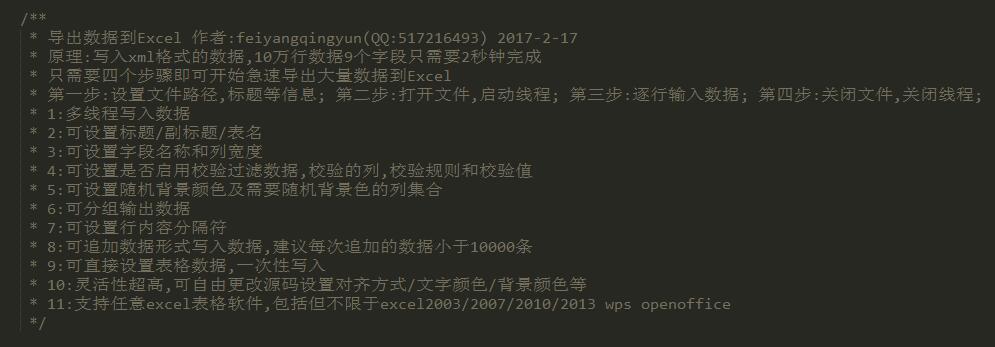 /**
* 导出数据到Excel 作者:feiyangqingyun(QQ:517216493) 2017-2-17
* 原理:写入xml格式的数据,10万行数据9个字段只需要2秒钟完成
* 只需要四个步骤即可开始急速导出大量数据到Excel
* 第一步:设置文件路径,标题等信息; 第二步:打开文件,启动线程; 第三步:逐行输入数据; 第四步:关闭文件,关闭线程;
* 1:多线程写入数据
* 2:可设置标题/副标题/表名
* 3:可设置字段名称和列宽度
* 4:可设置是否启用校验过滤数据,校验的列,校验规则和校验值
* 5:可设置随机背景颜色及需要随机背景色的列集合
* 6:可分组输出数据
* 7:可设置行内容分隔符
* 8:可追加数据形式写入数据,建议每次追加的数据小于10000条
* 9:可直接设置表格数据,一次性写入
* 10:灵活性超高,可自由更改源码设置对齐方式/文字颜色/背景颜色等
* 11:支持任意excel表格软件,包括但不限于excel2003/2007/2010/2013 wps openoffice
*/